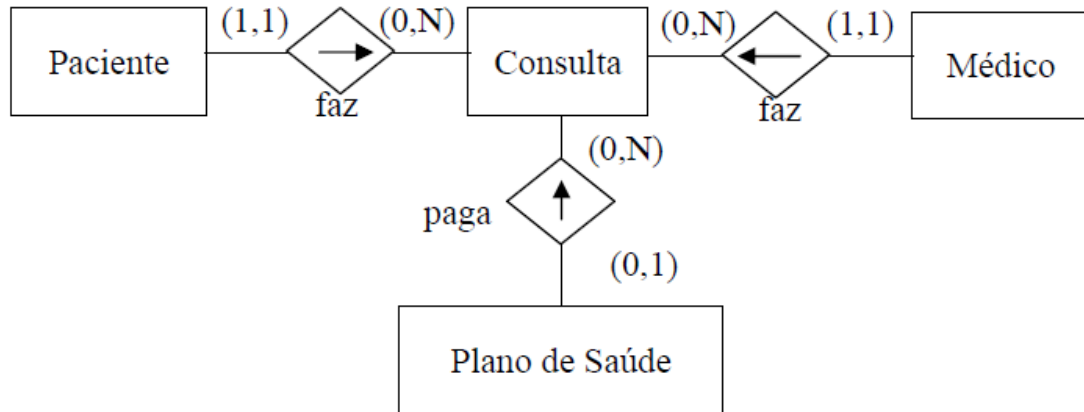 (1,1)
(0,N)
(0,N)
(1,1)
Paciente
Consulta
Médico
faz
faz
(0,N)
paga
(0,1)
Plano de Saúde